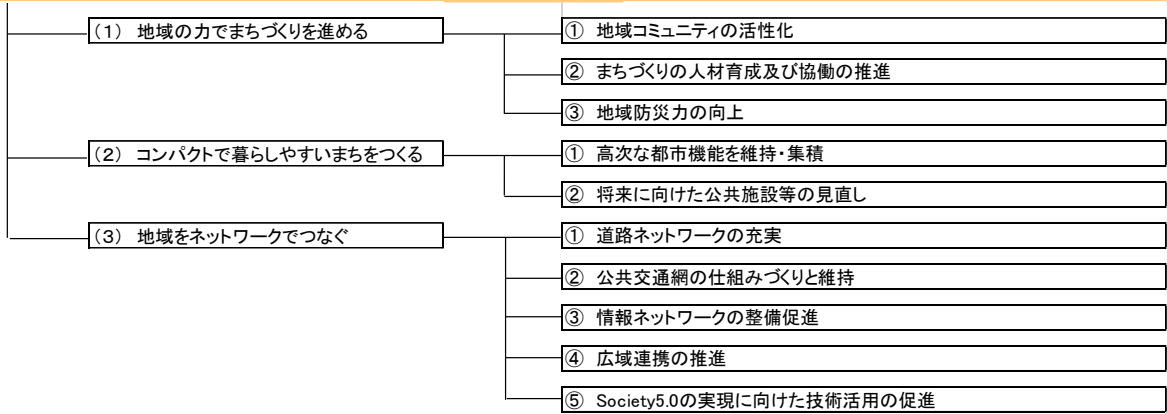 （１） 地域の力でまちづくりを進める
① 地域コミュニティの活性化
② まちづくりの人材育成及び協働の推進
③ 地域防災力の向上
（２） コンパクトで暮らしやすいまちをつくる
① 高次な都市機能を維持・集積
② 将来に向けた公共施設等の見直し
（３） 地域をネットワークでつなぐ
① 道路ネットワークの充実
② 公共交通網の仕組みづくりと維持
③ 情報ネットワークの整備促進
④ 広域連携の推進
⑤ Society5.0の実現に向けた技術活用の促進